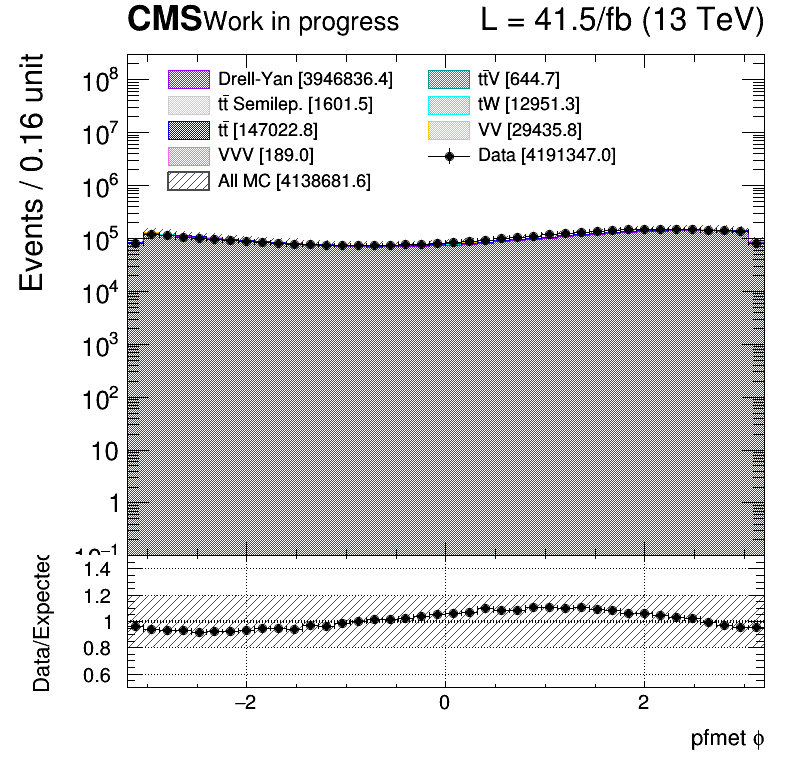 CMS Work in progress L = 41.5/fb (13 TeV)
Events / 0.16 unit
Drell-Yan [3946836.4] tt̄V [644.7]
tt̄ Semilep. [1601.5] tW [12951.3]
tt̄ [147022.8] VV [29435.8]
VVV [189.0] Data [4191347.0]
All MC [4138681.6]
10⁸
10⁷
10⁶
10⁵
10⁴
10³
10²
10
1
10⁻¹
Data/Expected
1.4
1.2
1
0.8
0.6
−2 0 2
pfmet ϕ